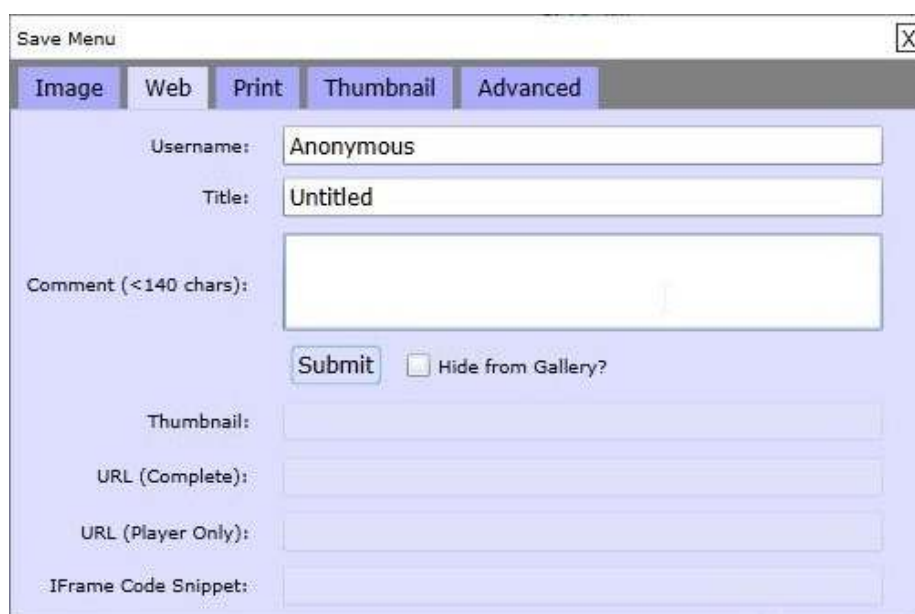 Save Menu X
Image Web Print Thumbnail Advanced
Username: Anonymous
Title: Untitled
Comment (<140 chars):
Submit Hide from Gallery?
Thumbnail:
URL (Complete):
URL (Player Only):
IFrame Code Snippet: